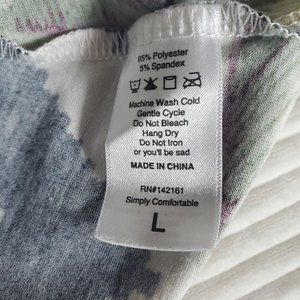 95% Polyester
5% Spandex
Machine Wash Cold
Gentle Cycle
Do Not Bleach
Hang Dry
Do Not Iron
or you'll be sad
MADE IN CHINA
RN#142161
Simply Comfortable
L